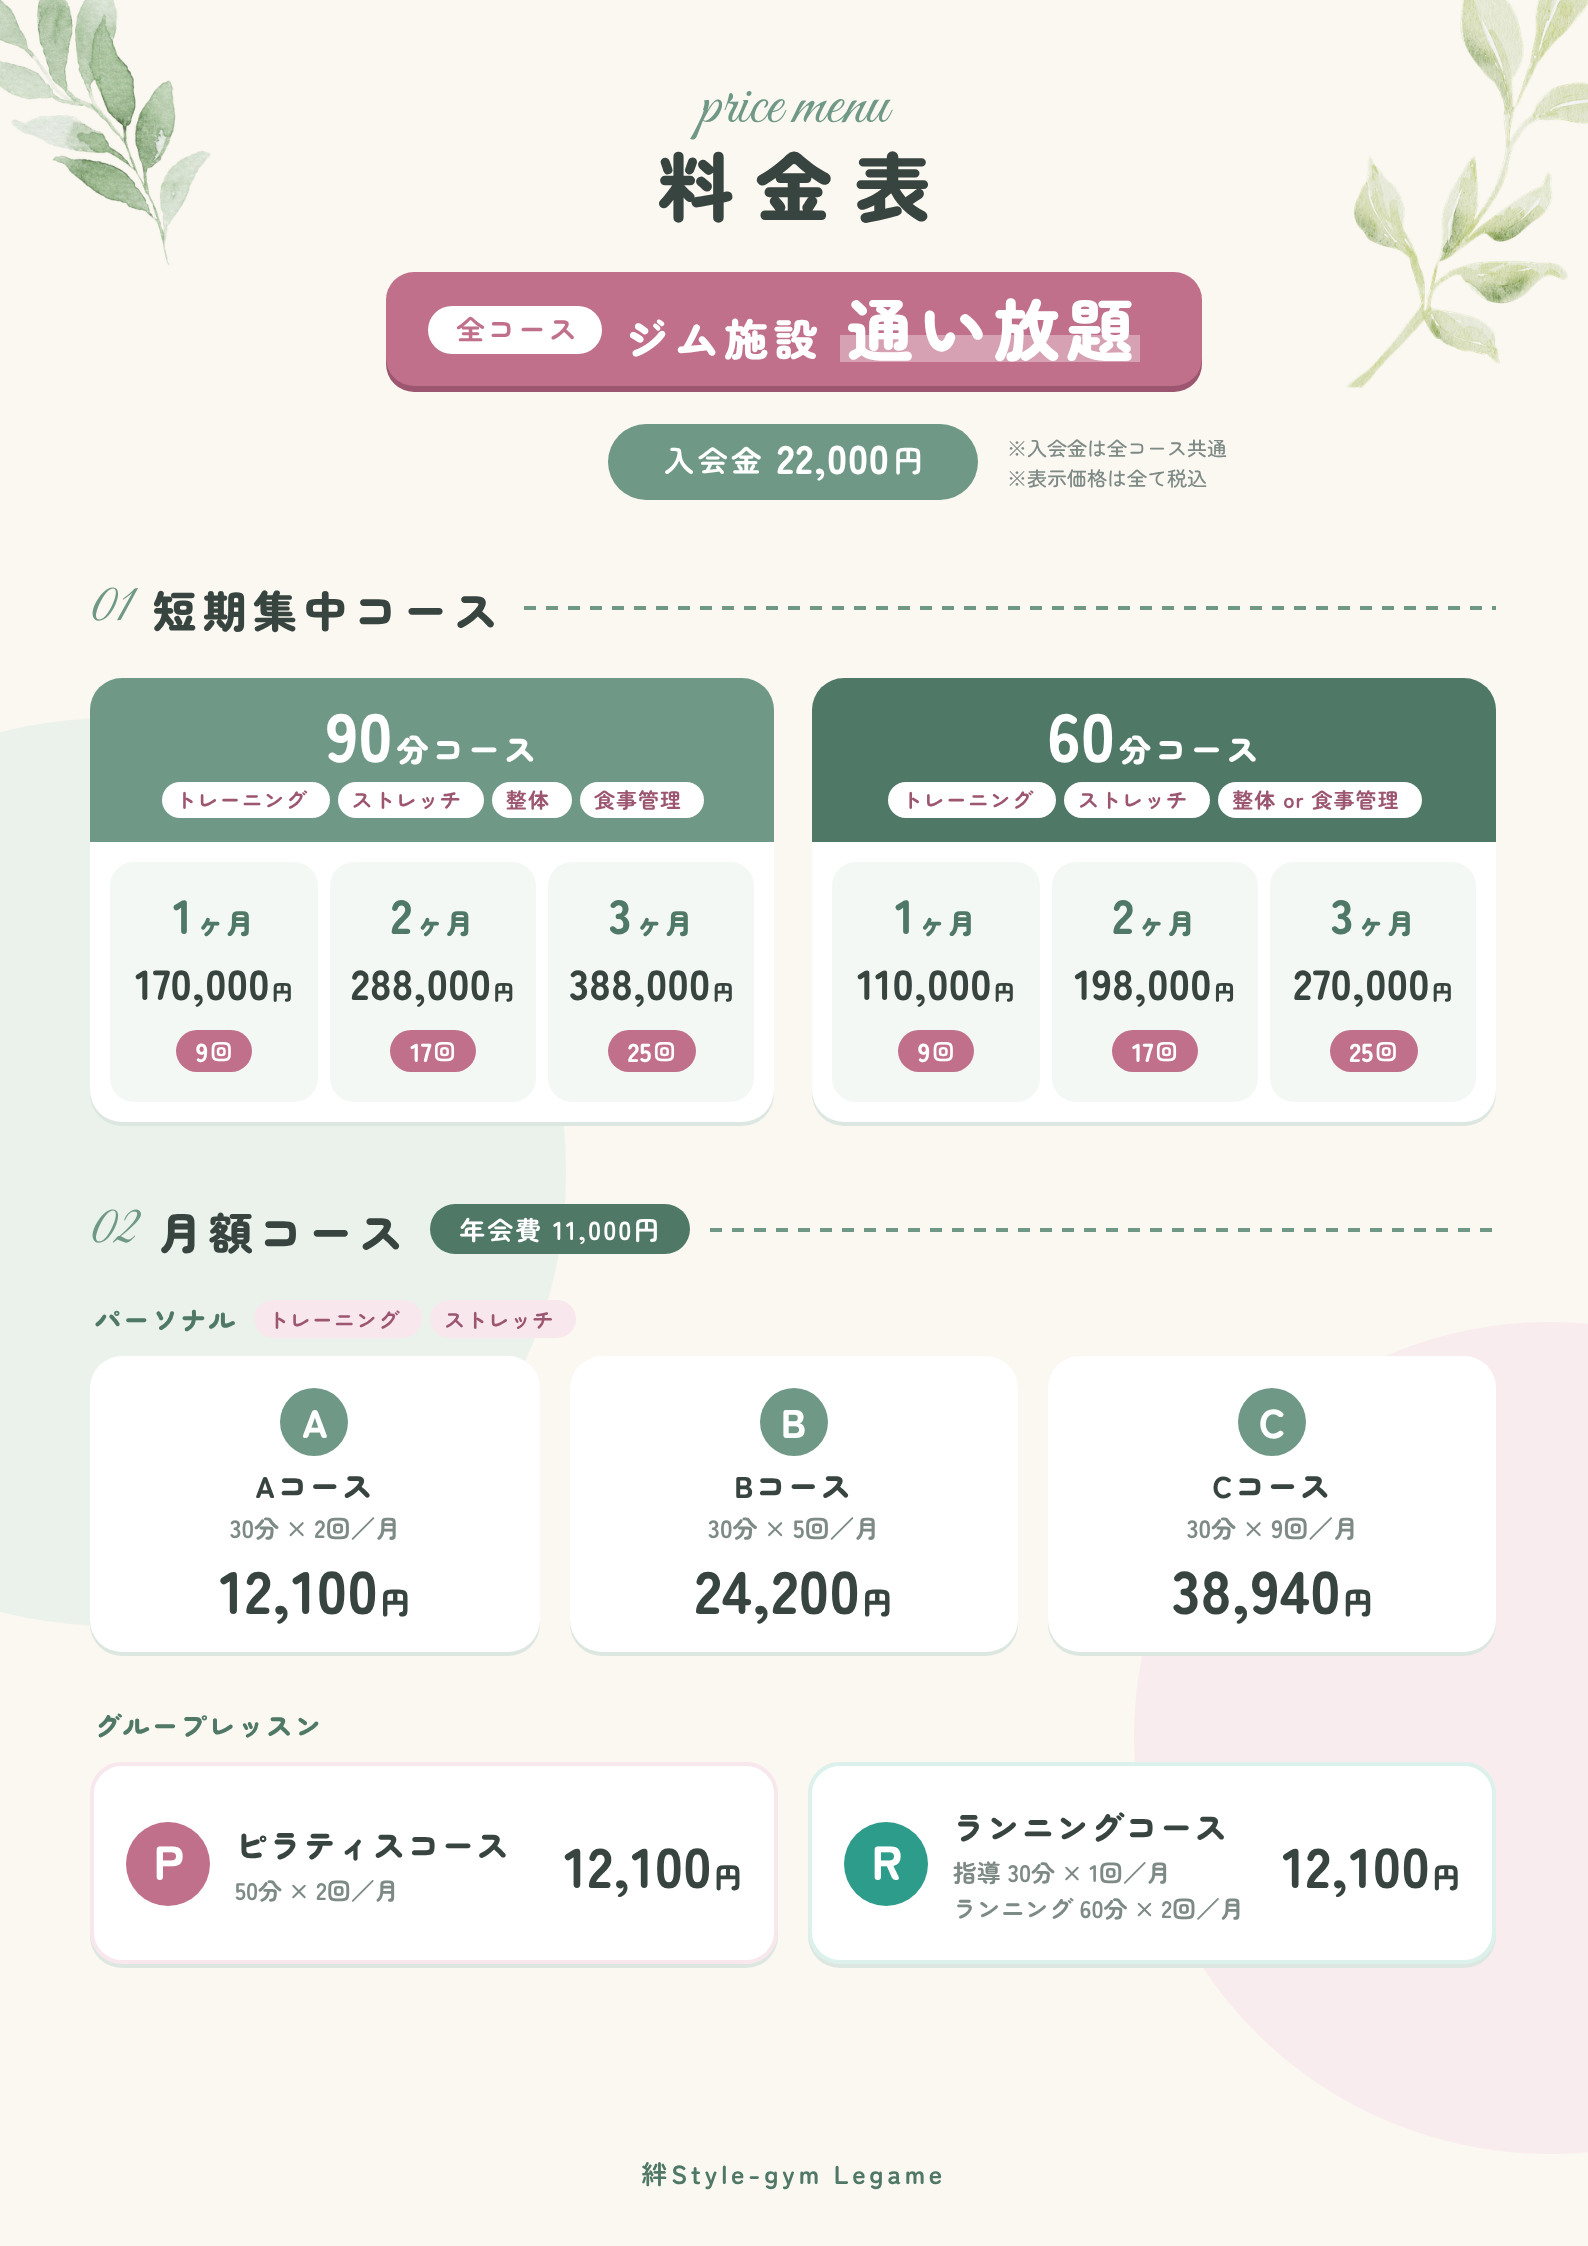 price menu
料金表
全コース ジム施設 通い放題
入会金 22,000円
※入会金は全コース共通
※表示価格は全て税込
01 短期集中コース
90分コース
トレーニング ストレッチ 整体 食事管理
1ヶ月
170,000円
9回
2ヶ月
288,000円
17回
3ヶ月
388,000円
25回
60分コース
トレーニング ストレッチ 整体 or 食事管理
1ヶ月
110,000円
9回
2ヶ月
198,000円
17回
3ヶ月
270,000円
25回
02 月額コース 年会費 11,000円
パーソナル トレーニング ストレッチ
A
Aコース
30分 × 2回／月
12,100円
B
Bコース
30分 × 5回／月
24,200円
C
Cコース
30分 × 9回／月
38,940円
グループレッスン
P
ピラティスコース
50分 × 2回／月
12,100円
R
ランニングコース
指導 30分 × 1回／月
ランニング 60分 × 2回／月
12,100円
絆Style-gym Legame